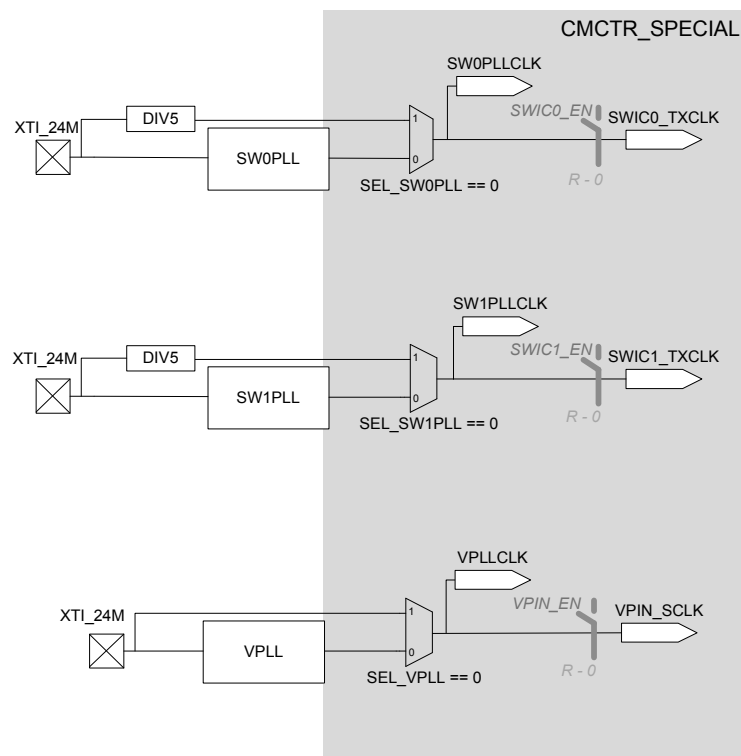 CMCTR_SPECIAL
SW0PLLCLK
XTI_24M
DIV5
1
SWIC0_EN
SWIC0_TXCLK
SW0PLL
0
SEL_SW0PLL == 0
R - 0
SW1PLLCLK
XTI_24M
DIV5
1
SWIC1_EN
SWIC1_TXCLK
SW1PLL
0
SEL_SW1PLL == 0
R - 0
VPLLCLK
XTI_24M
1
VPIN_EN
VPIN_SCLK
VPLL
0
SEL_VPLL == 0
R - 0